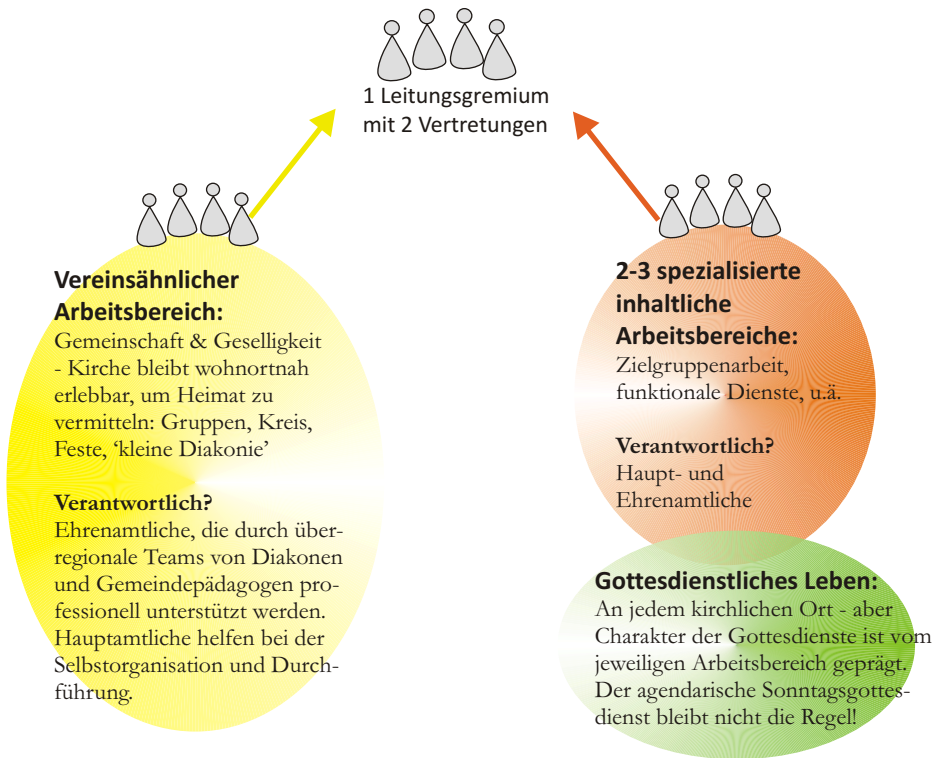 1 Leitungsgremium
mit 2 Vertretungen
Vereinsähnlicher
Arbeitsbereich:
Gemeinschaft & Geselligkeit
- Kirche bleibt wohnortnah
erlebbar, um Heimat zu
vermitteln: Gruppen, Kreis,
Feste, ‘kleine Diakonie’
Verantwortlich?
Ehrenamtliche, die durch über-
regionale Teams von Diakonen
und Gemeindepädagogen pro-
fessionell unterstützt werden.
Hauptamtliche helfen bei der
Selbstorganisation und Durch-
führung.
2-3 spezialisierte
inhaltliche
Arbeitsbereiche:
Zielgruppenarbeit,
funktionale Dienste, u.ä.
Verantwortlich?
Haupt- und
Ehrenamtliche
Gottesdienstliches Leben:
An jedem kirchlichen Ort - aber
Charakter der Gottesdienste ist vom
jeweiligen Arbeitsbereich geprägt.
Der agendarische Sonntagsgottes-
dienst bleibt nicht die Regel!